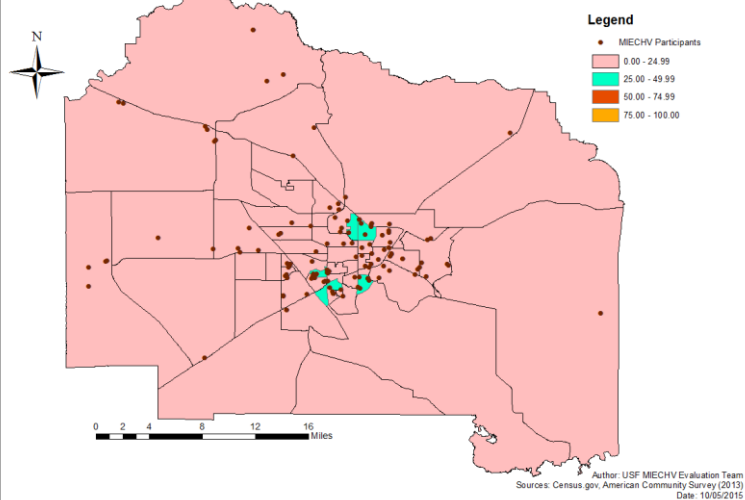 N
Legend
MIECHV Participants
0.00 - 24.99
25.00 - 49.99
50.00 - 74.99
75.00 - 100.00
0 2 4 8 12 16
Miles
Author: USF MIECHV Evaluation Team
Sources: Census.gov, American Community Survey (2013)
Date: 10/05/2015